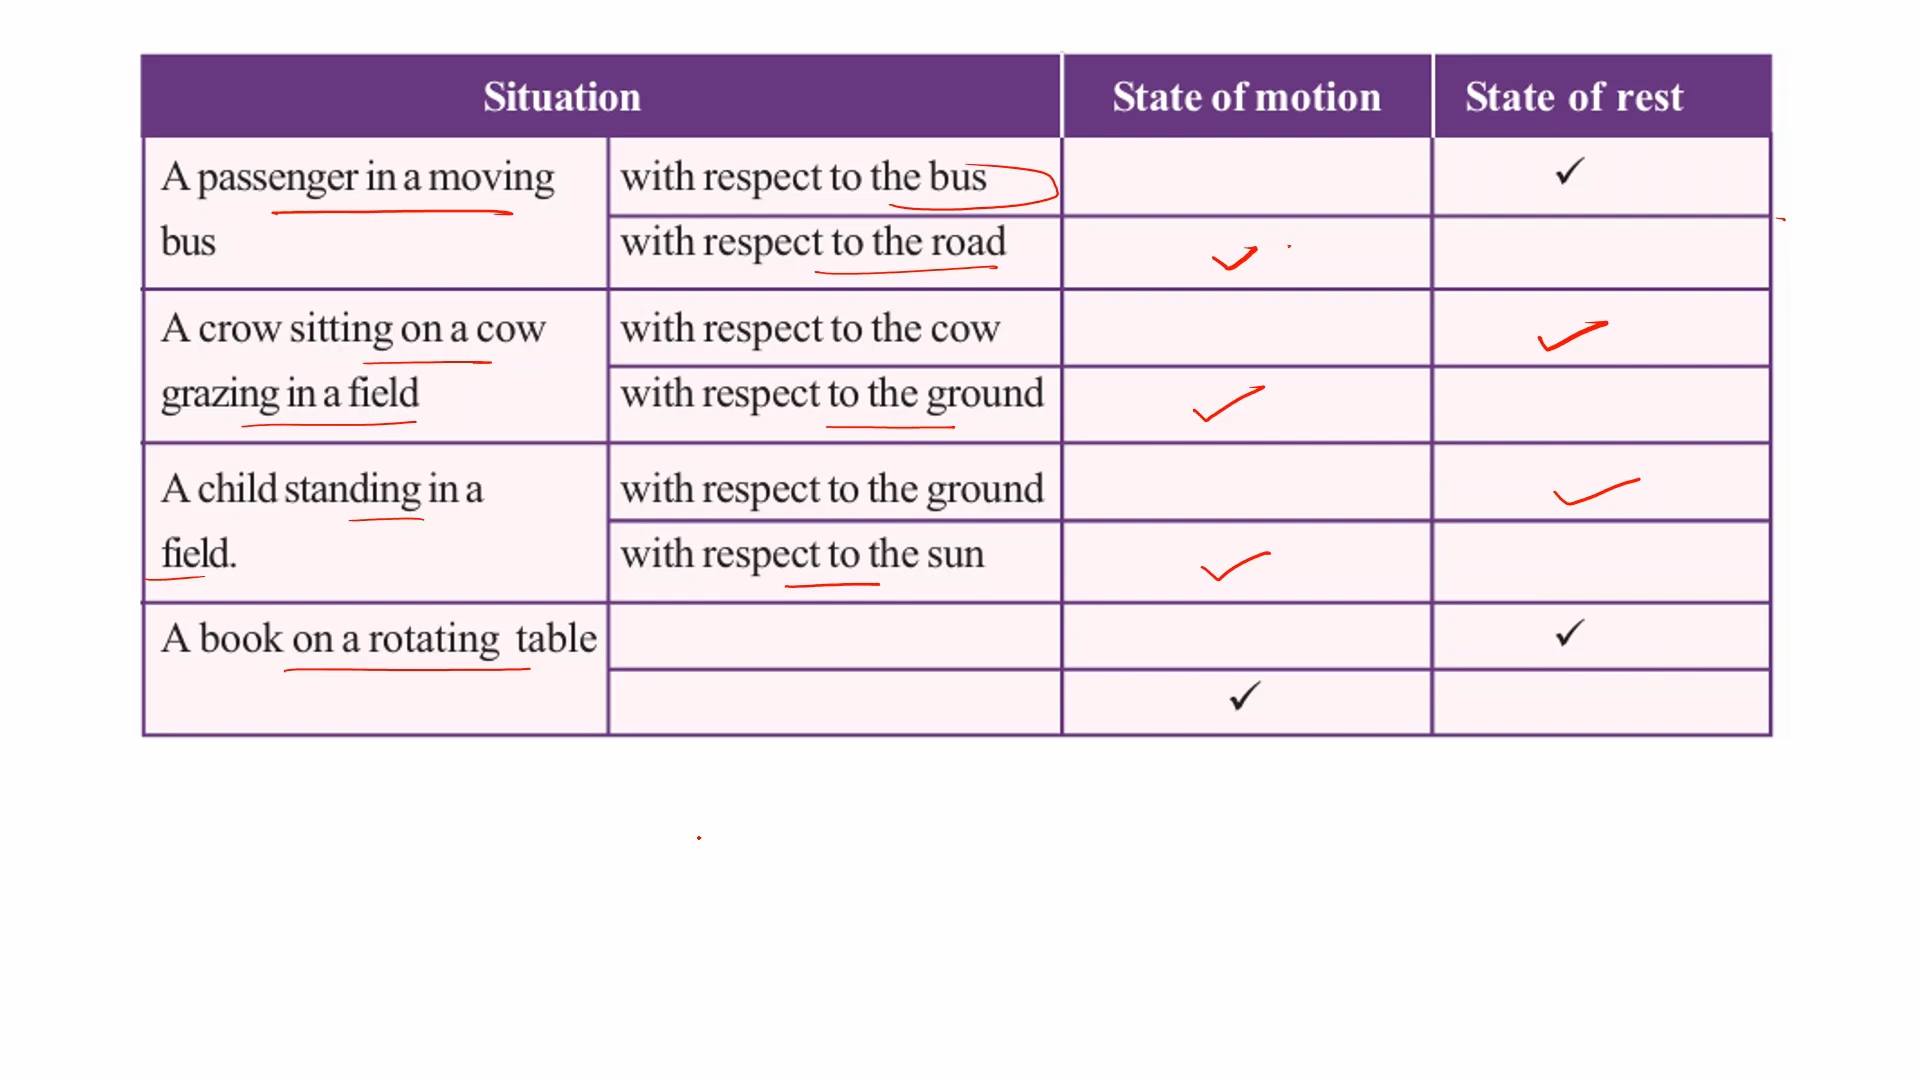 Situation State of motion State of rest
A passenger in a moving with respect to the bus ✓
bus with respect to the road ✓
A crow sitting on a cow with respect to the cow ✓
grazing in a field with respect to the ground ✓
A child standing in a with respect to the ground ✓
field. with respect to the sun ✓
A book on a rotating table ✓
✓